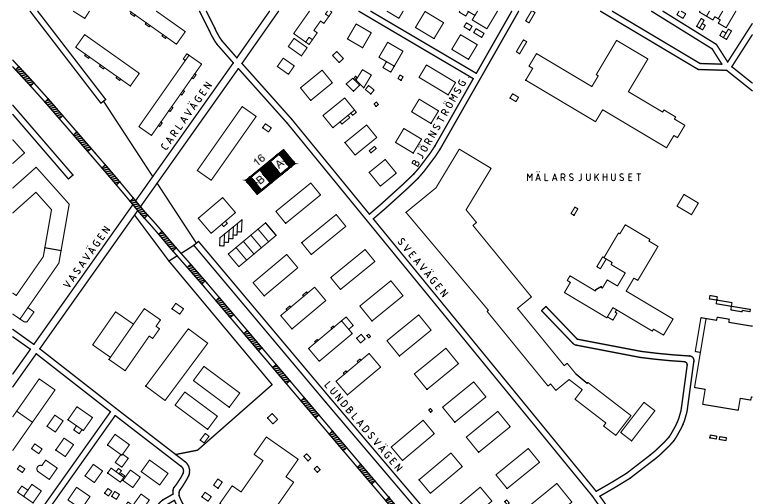 CARLAVÄGEN
BJÖRNSTRÖMSG
16
A
B
MÄLARSJUKHUSET
VASAVÄGEN
SVEAVÄGEN
LUNDBLADSVÄGEN